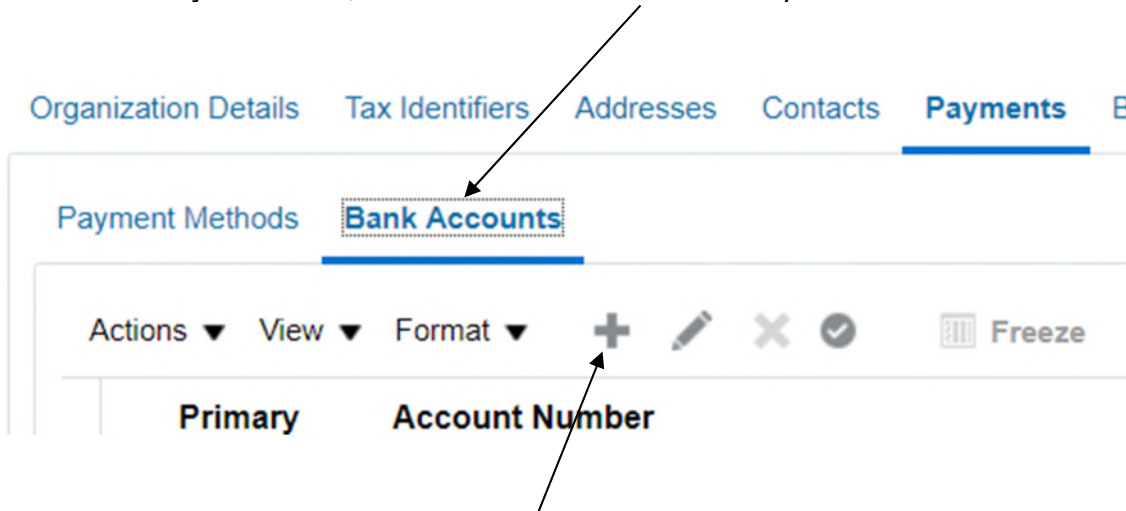 Organization Details Tax Identifiers Addresses Contacts Payments
Payment Methods Bank Accounts
Actions View Format Freeze
Primary Account Number